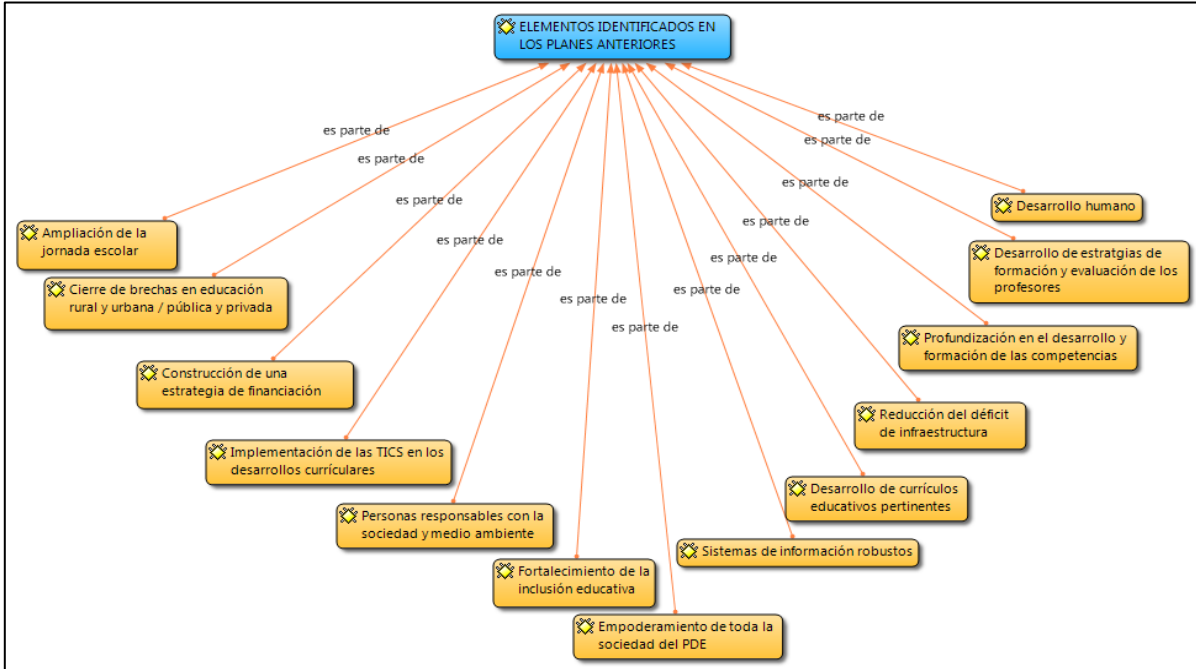 ELEMENTOS IDENTIFICADOS EN
LOS PLANES ANTERIORES
es parte de
es parte de
es parte de
es parte de
es parte de
es parte de
es parte de
es parte de
es parte de
es parte de
es parte de
es parte de
es parte de
Ampliación de la
jornada escolar
Cierre de brechas en educación
rural y urbana / pública y privada
Construcción de una
estrategia de financiación
Implementación de las TICS en los
desarrollos currículares
Personas responsables con la
sociedad y medio ambiente
Fortalecimiento de la
inclusión educativa
Empoderamiento de toda la
sociedad del PDE
Sistemas de información robustos
Desarrollo de currículos
educativos pertinentes
Reducción del déficit
de infraestructura
Profundización en el desarrollo y
formación de las competencias
Desarrollo de estratgias de
formación y evaluación de los
profesores
Desarrollo humano